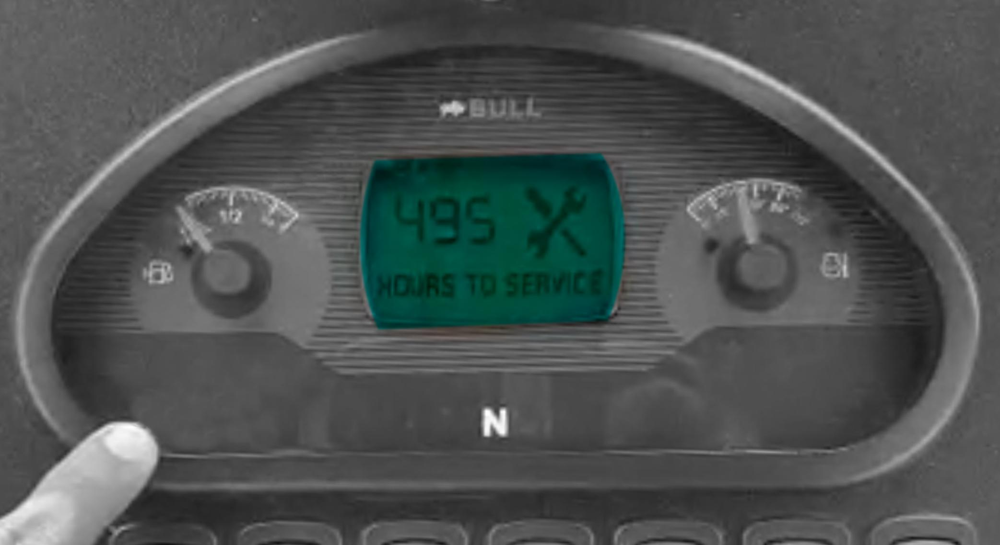 BULL
1/2
495
HOURS TO SERVICE
N